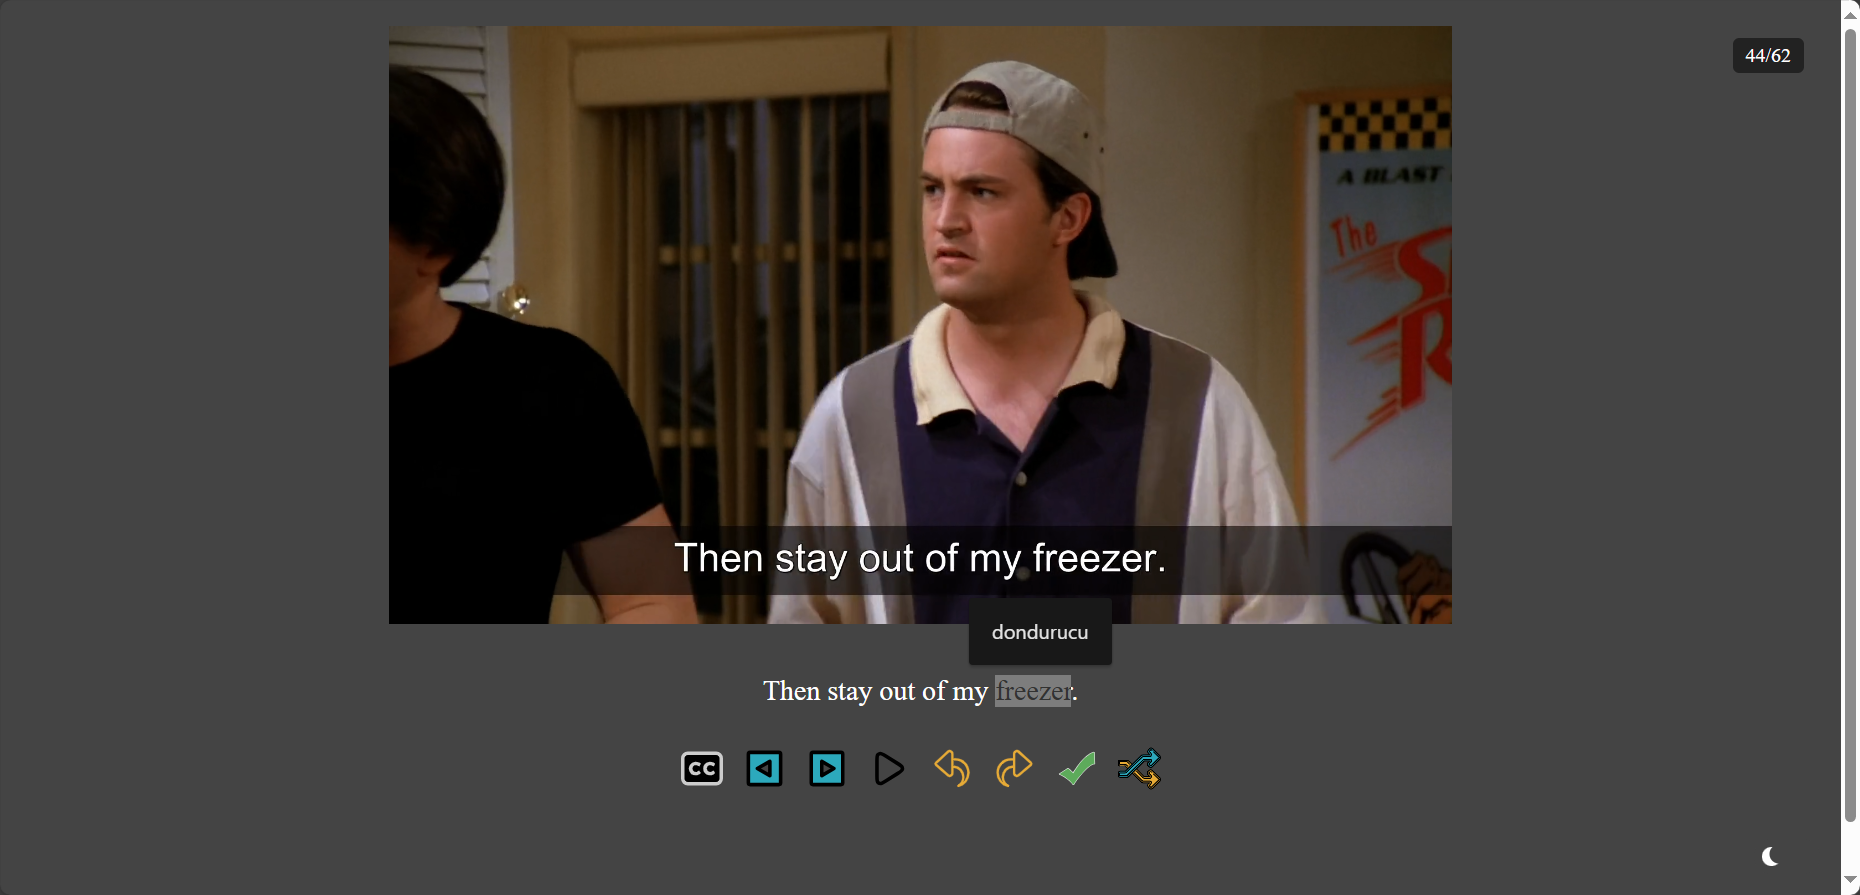 44/62
A BLAST
The
Then stay out of my freezer.
dondurucu
Then stay out of my freezer.
CC